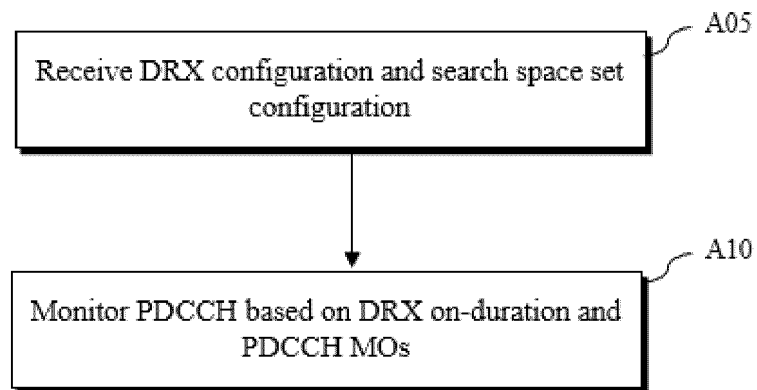 A05
Receive DRX configuration and search space set
configuration
A10
Monitor PDCCH based on DRX on-duration and
PDCCH MOs